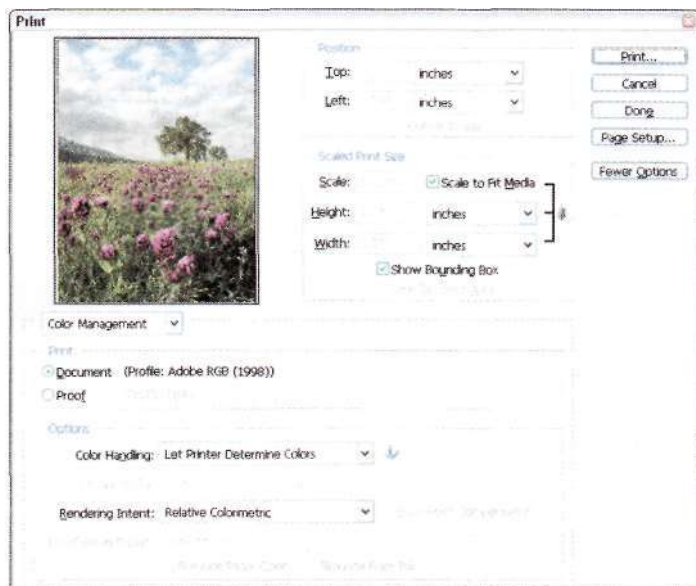 Print
Position
Top: inches
Left: inches
Scaled Print Size
Scale: Scale to Fit Media
Height: inches
Width: inches
Show Bounding Box
Print...
Cancel
Done
Page Setup...
Fewer Options
Color Management
Print
Document (Profile: Adobe RGB (1998))
Proof
Options
Color Handling: Let Printer Determine Colors
Rendering Intent: Relative Colormetric